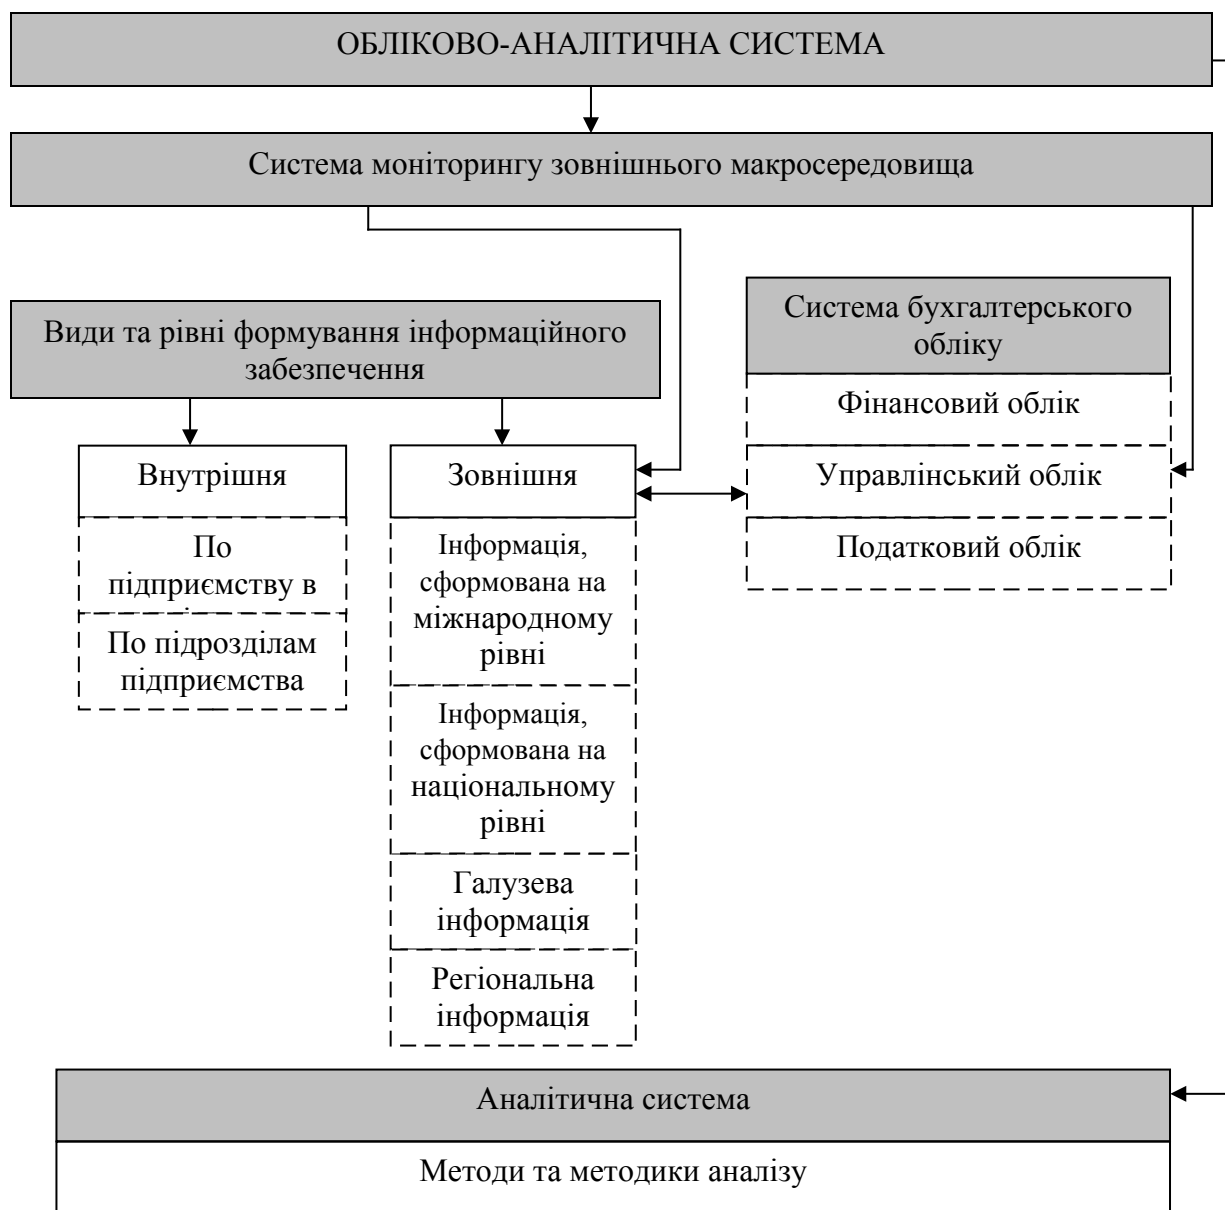 ОБЛІКОВО-АНАЛІТИЧНА СИСТЕМА
Система моніторингу зовнішнього макросередовища
Види та рівні формування інформаційного
забезпечення
Внутрішня
По
підприємству в
По підрозділам
підприємства
Зовнішня
Інформація,
сформована на
міжнародному
рівні
Інформація,
сформована на
національному
рівні
Галузева
інформація
Регіональна
інформація
Система бухгалтерського
обліку
Фінансовий облік
Управлінський облік
Податковий облік
Аналітична система
Методи та методики аналізу